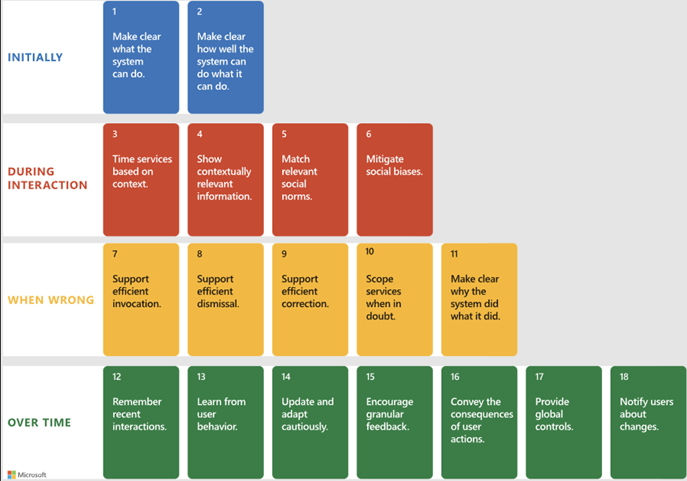 INITIALLY
1
Make clear
what the
system
can do.
2
Make clear
how well the
system can
do what it
can do.
DURING
INTERACTION
3
Time services
based on
context.
4
Show
contextually
relevant
information.
5
Match
relevant
social
norms.
6
Mitigate
social biases.
WHEN WRONG
7
Support
efficient
invocation.
8
Support
efficient
dismissal.
9
Support
efficient
correction.
10
Scope
services
when in
doubt.
11
Make clear
why the
system did
what it did.
OVER TIME
12
Remember
recent
interactions.
13
Learn from
user
behavior.
14
Update and
adapt
cautiously.
15
Encourage
granular
feedback.
16
Convey the
consequences
of user
actions.
17
Provide
global
controls.
18
Notify users
about
changes.
Microsoft